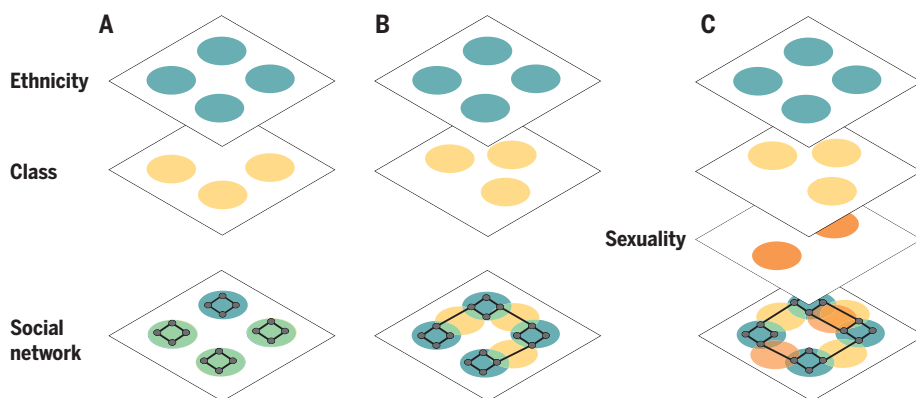 A
B
C
Ethnicity
Class
Sexuality
Social
network